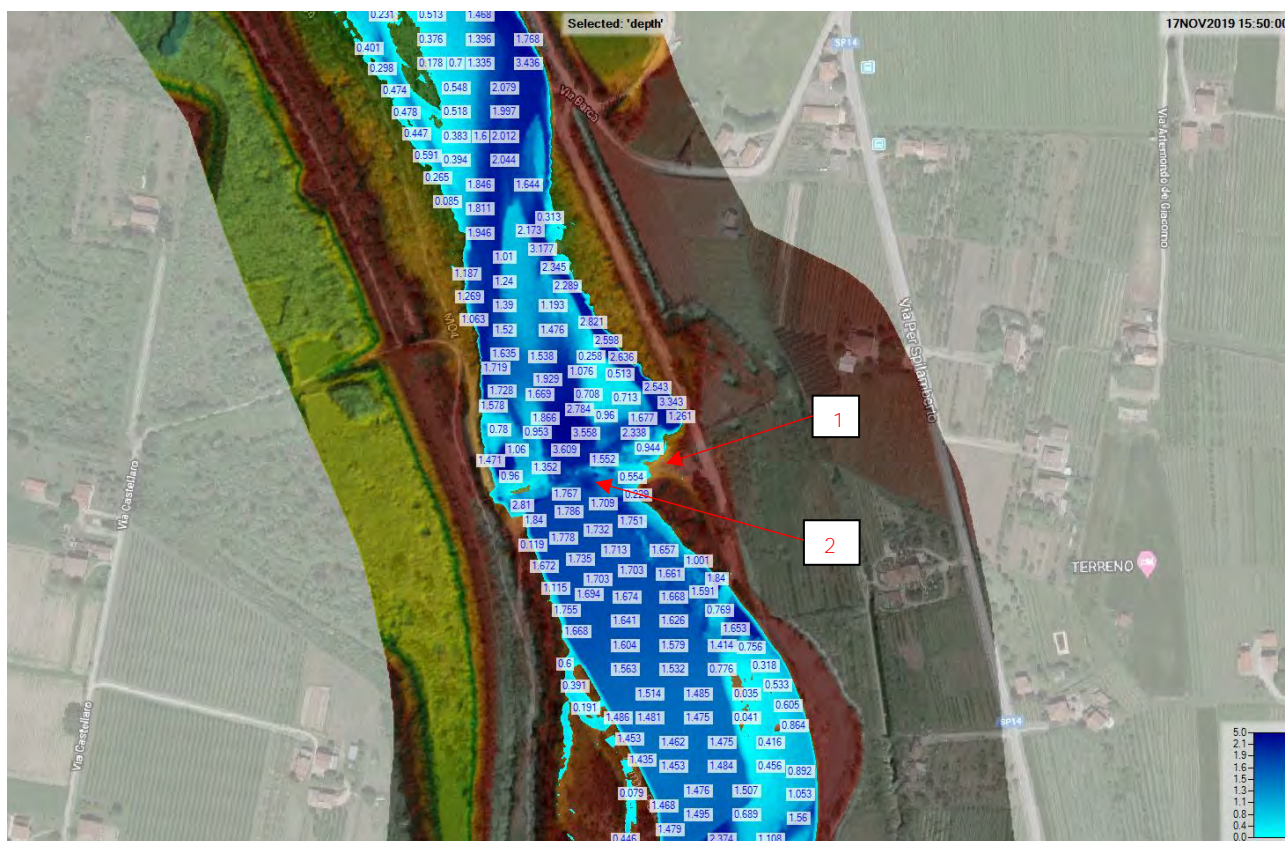 Selected: 'depth'
17NOV2019 15:50:00
0.231 0.513 1.468
0.376 1.396 1.768
0.401
0.178 0.7 1.335 3.436
0.298
0.474 0.548 2.079
0.478 0.518 1.997
0.447 0.383 1.6 2.012
0.591 0.394 2.044
0.265 1.846 1.644
0.085 1.811
0.313
1.946 2.173
1.01 3.177
1.187 2.345
1.24 2.289
1.269 1.39 1.193
1.063 1.52 1.476 2.821
2.598
1.635 1.538 0.258 2.636
1.719 1.076 0.513
1.929 2.543
1.728 1.669 0.708 0.713
1.578 2.784 3.343
1.866 0.96 1.677 1.261
0.78 0.953 3.558 2.338
1.06 3.609 0.944
1.471 1.352 1.552
0.96 0.554
1.767 0.229
2.81 1.786 1.709
1.84 1.732 1.751
0.119 1.778 1.713 1.657
1.672 1.735 1.703 1.661 1.001
1.115 1.703 1.668 1.591 1.84
1.694 1.674
1.755 0.769
1.668 1.641 1.626 1.653
1.604 1.579 1.414 0.756
0.6 1.563 1.532 0.776 0.318
0.391 1.514 1.485 0.035 0.533
0.191 0.605
1.486 1.481 1.475 0.041 0.864
1.453 1.462 1.475 0.416
1.435 1.453 1.484 0.456 0.892
0.079 1.476 1.507 1.053
1.468 1.495 0.689 1.56
1.479
0.446 2.374 1.108
SP14
Via Barca
Via Artemondo de Giacomo
Via Per Spilamberto
Via Castellaro
Via Castellaro
TERRENO
SP14
1
2
5.0
2.1
1.9
1.6
1.5
1.3
1.1
0.8
0.4
0.0